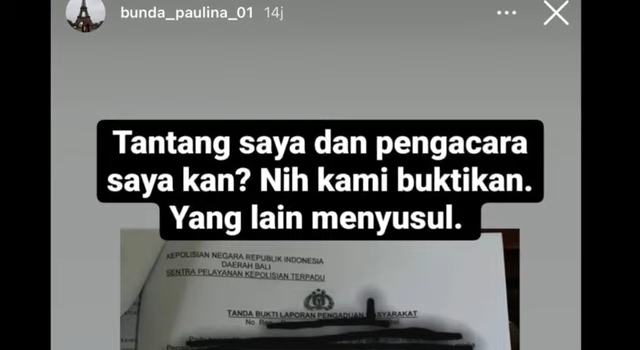 bunda_paulina_01 14j
Tantang saya dan pengacara
saya kan? Nih kami buktikan.
Yang lain menyusul.
KEPOLISIAN NEGARA REPUBLIK INDONESIA
DAERAH BALI
SENTRA PELAYANAN KEPOLISIAN TERPADU
TANDA BUKTI LAPORAN PENGADUAN